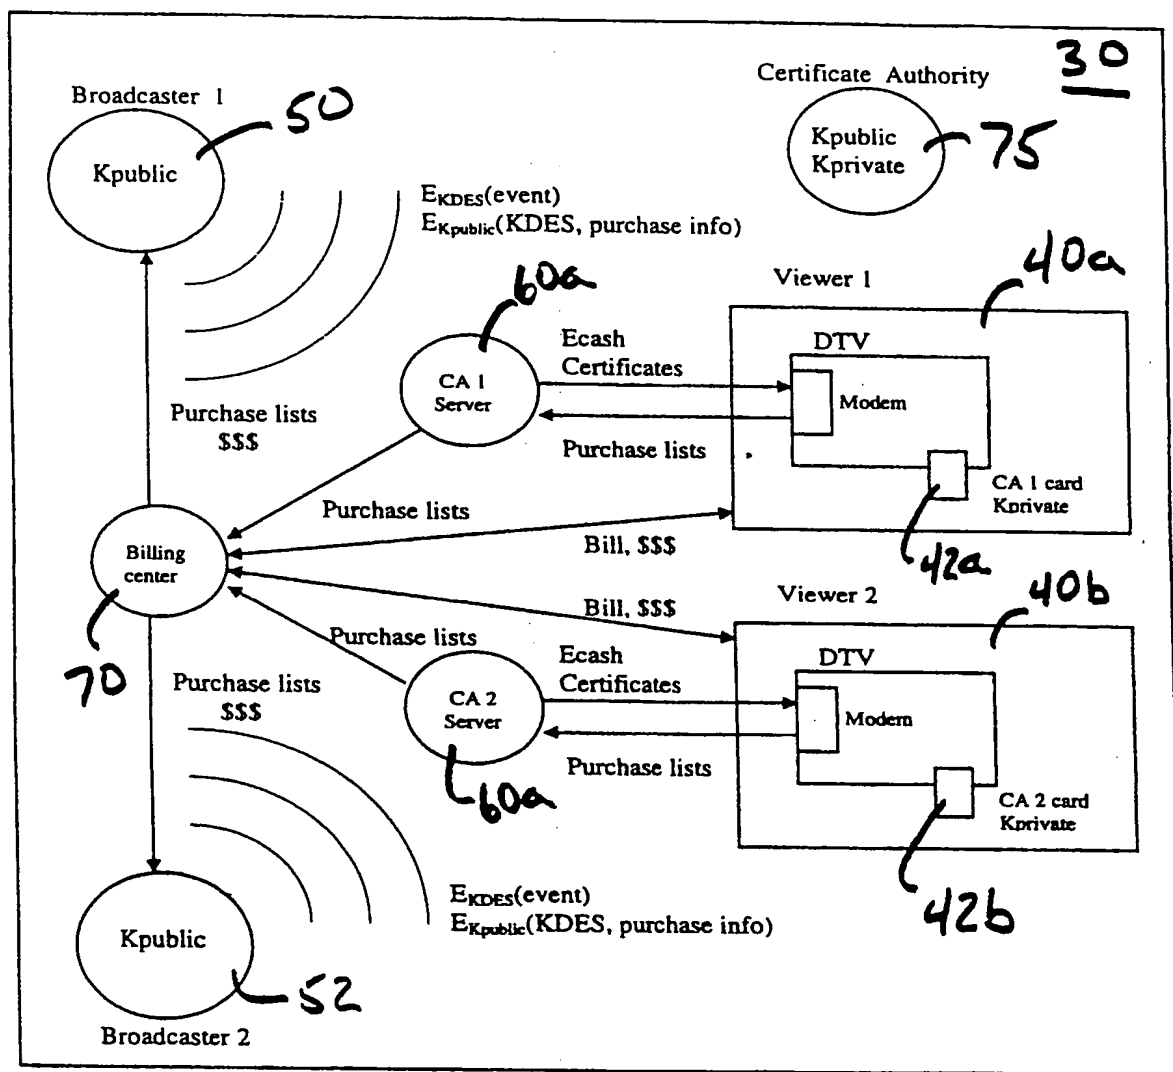 30
Certificate Authority
Kpublic
Kprivate
75
Broadcaster 1
50
Kpublic
EKDES(event)
EKpublic(KDES, purchase info)
60a
Viewer 1
40a
DTV
Ecash
Certificates
CA 1
Server
Modem
Purchase lists
$$$
Purchase lists
CA 1 card
Kprivate
Purchase lists
Bill, $$$
42a
Billing
center
70
Viewer 2
40b
Bill, $$$
Purchase lists
DTV
Ecash
Certificates
Purchase lists
$$$
CA 2
Server
Modem
Purchase lists
60a
CA 2 card
Kprivate
42b
EKDES(event)
EKpublic(KDES, purchase info)
Kpublic
52
Broadcaster 2